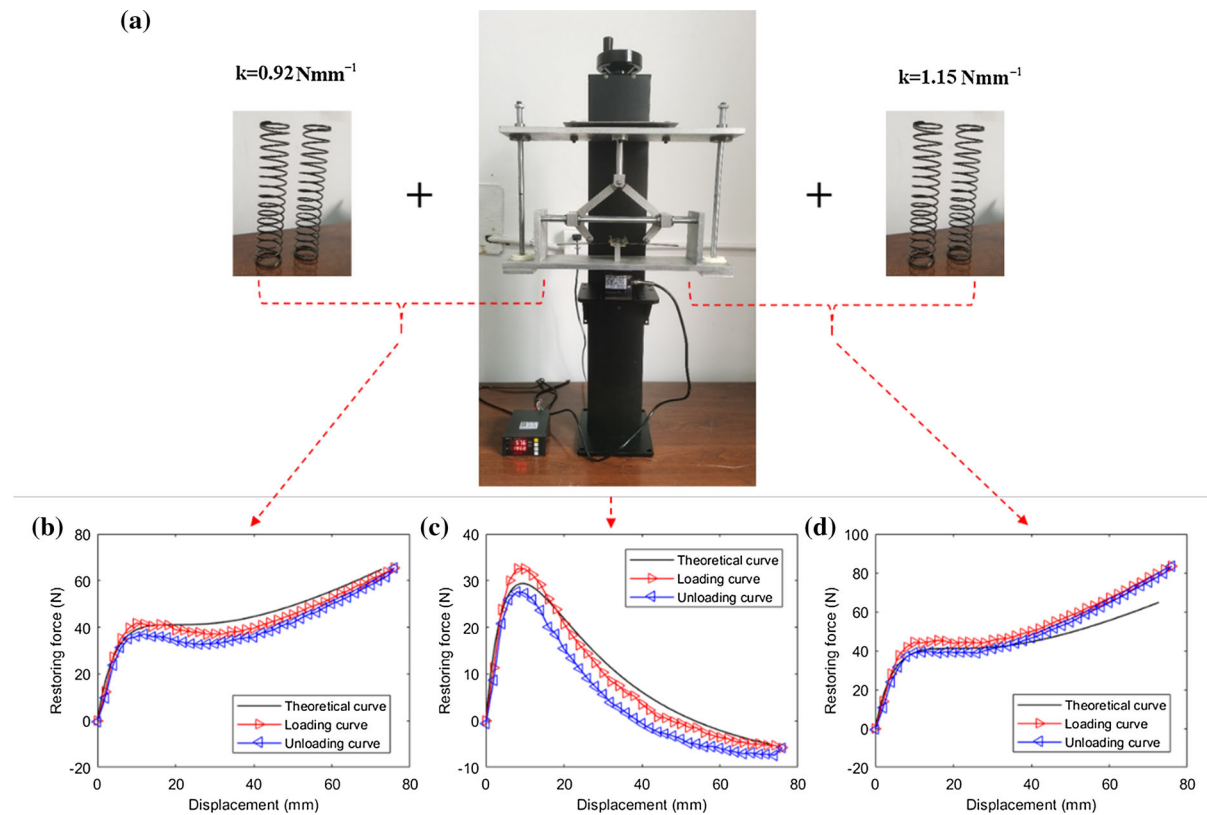 (a)
k=0.92 Nmm⁻¹
k=1.15 Nmm⁻¹
+
+
(b)
Restoring force (N)
80
60
40
20
0
-20
0
20
40
60
80
Displacement (mm)
Theoretical curve
Loading curve
Unloading curve
(c)
Restoring force (N)
40
30
20
10
0
-10
0
20
40
60
80
Displacement (mm)
Theoretical curve
Loading curve
Unloading curve
(d)
Restoring force (N)
100
80
60
40
20
0
-20
0
20
40
60
80
Displacement (mm)
Theoretical curve
Loading curve
Unloading curve